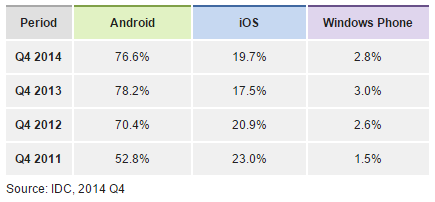 Period Android iOS Windows Phone
Q4 2014 76.6% 19.7% 2.8%
Q4 2013 78.2% 17.5% 3.0%
Q4 2012 70.4% 20.9% 2.6%
Q4 2011 52.8% 23.0% 1.5%
Source: IDC, 2014 Q4